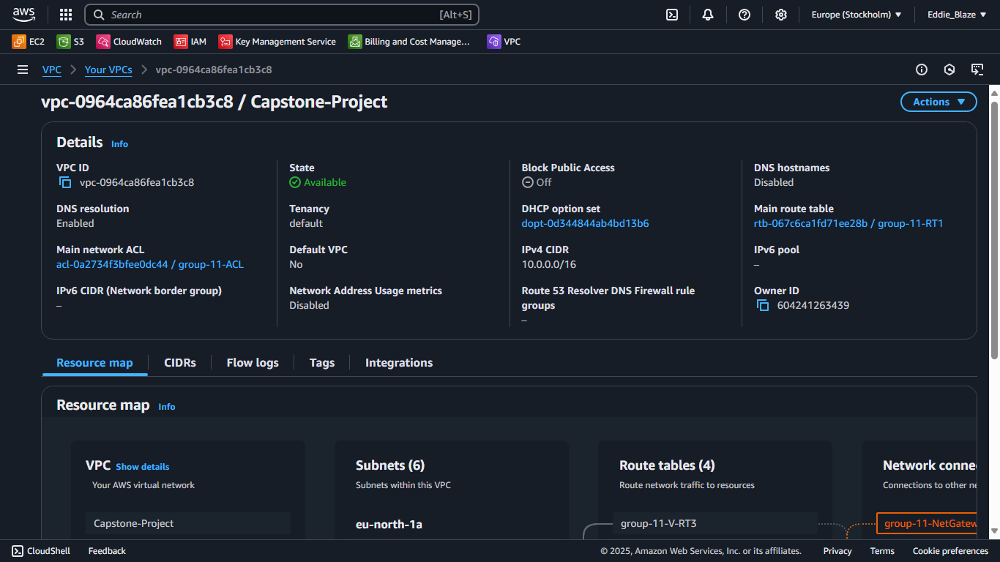 aws
Search [Alt+S] Europe (Stockholm) Eddie_Blaze
EC2 S3 CloudWatch IAM Key Management Service Billing and Cost Manage... VPC
VPC Your VPCs vpc-0964ca86fea1cb3c8
vpc-0964ca86fea1cb3c8 / Capstone-Project Actions
Details Info
VPC ID State Block Public Access DNS hostnames
vpc-0964ca86fea1cb3c8 Available Off Disabled
DNS resolution Tenancy DHCP option set Main route table
Enabled default dopt-0d344844ab4bd13b6 rtb-067c6ca1fd71ee28b / group-11-RT1
Main network ACL Default VPC IPv4 CIDR IPv6 pool
acl-0a2734f3bfee0dc44 / group-11-ACL No 10.0.0.0/16 –
IPv6 CIDR (Network border group) Network Address Usage metrics Route 53 Resolver DNS Firewall rule groups Owner ID
– Disabled – 604241263439
Resource map CIDRs Flow logs Tags Integrations
Resource map Info
VPC Show details Subnets (6) Route tables (4) Network conne
Your AWS virtual network Subnets within this VPC Route network traffic to resources Connections to other ne
Capstone-Project eu-north-1a group-11-V-RT3 group-11-NetGatew
CloudShell Feedback © 2025, Amazon Web Services, Inc. or its affiliates. Privacy Terms Cookie preferences